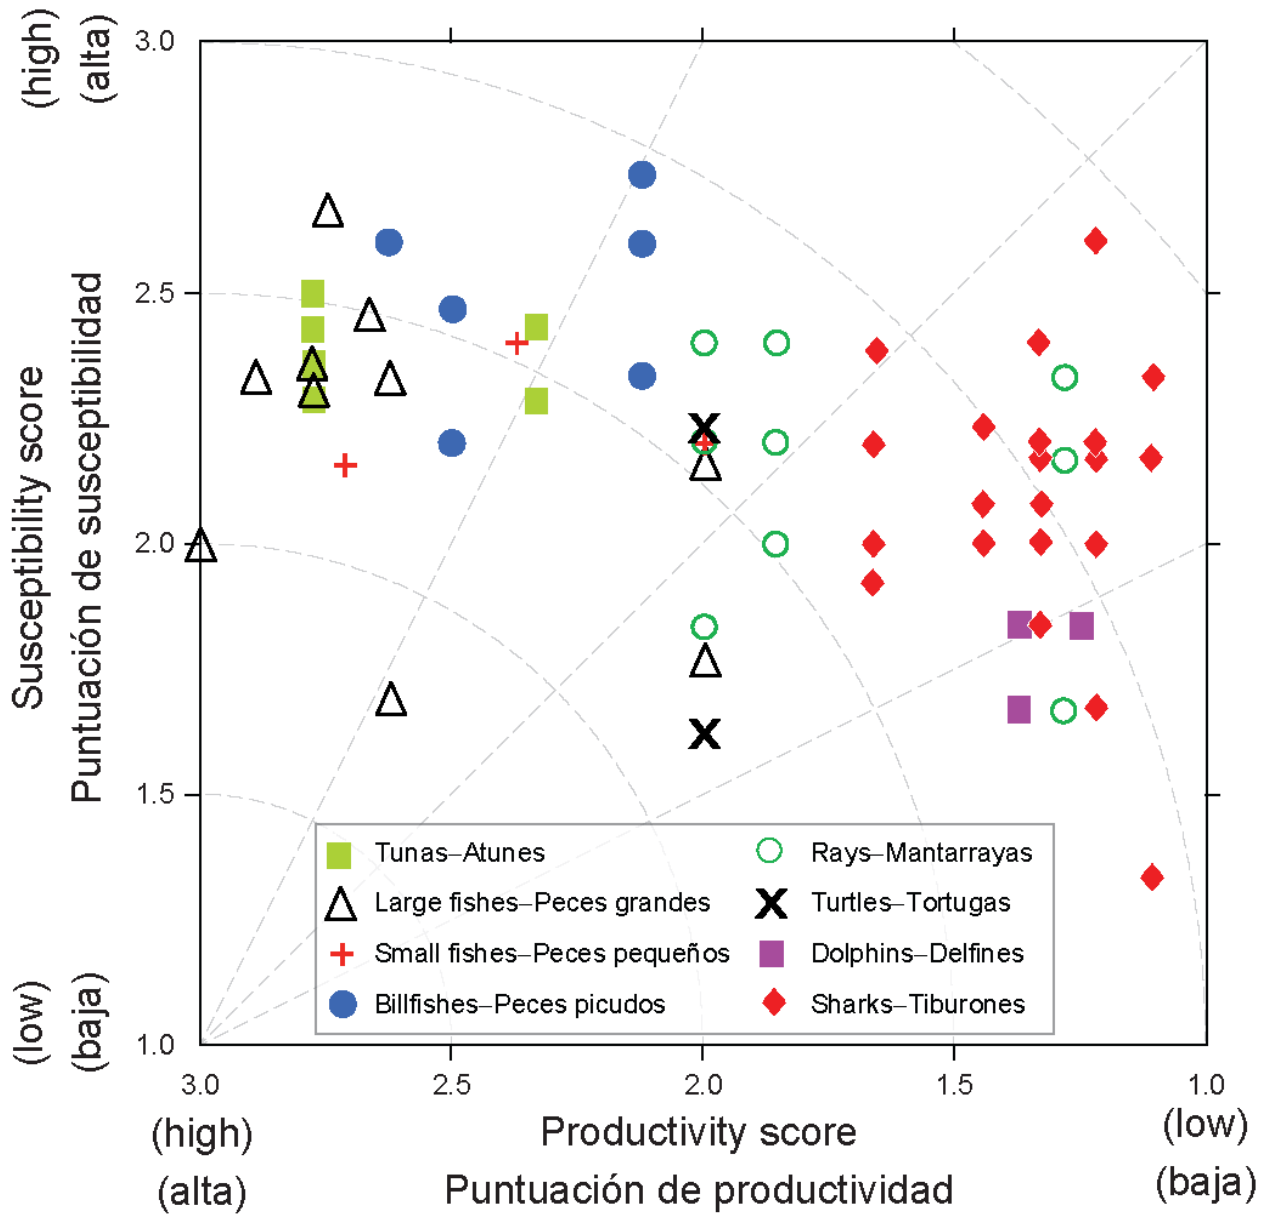 (high)
(alta)
Susceptibility score
Puntuación de susceptibilidad
(low)
(baja)
3.0
2.5
2.0
1.5
1.0
Tunas–Atunes
Large fishes–Peces grandes
Small fishes–Peces pequeños
Billfishes–Peces picudos
Rays–Mantarrayas
Turtles–Tortugas
Dolphins–Delfines
Sharks–Tiburones
3.0 2.5 2.0 1.5 1.0
(high) Productivity score (low)
(alta) Puntuación de productividad (baja)